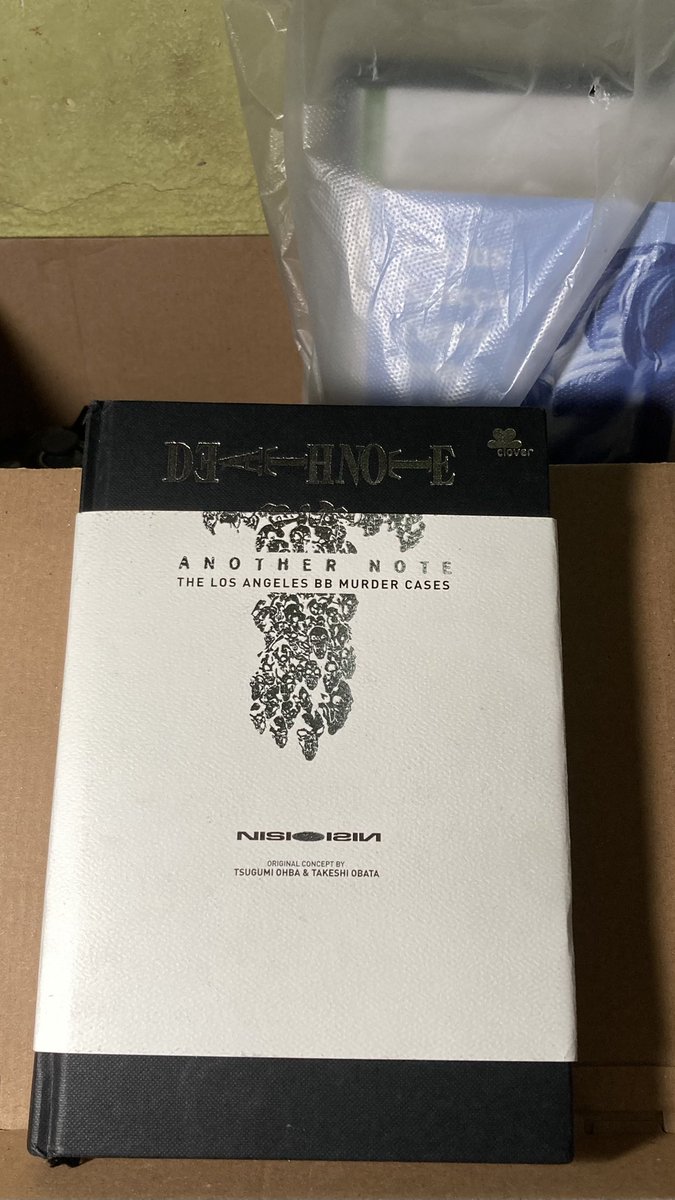 us
DEATH NOTE
clover
ANOTHER NOTE
THE LOS ANGELES BB MURDER CASES
NISIOISIN
ORIGINAL CONCEPT BY
TSUGUMI OHBA & TAKESHI OBATA